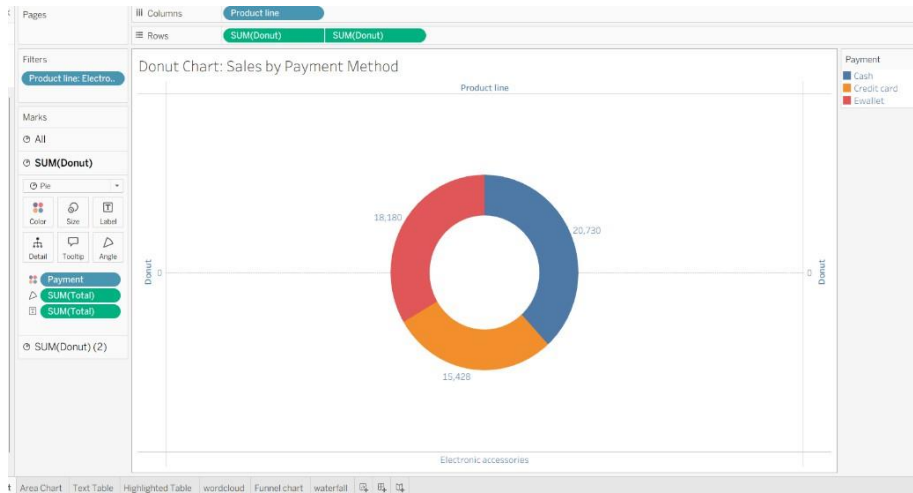 Pages
Columns
Product line
Rows
SUM(Donut)
SUM(Donut)
Filters
Product line: Electro..
Marks
All
SUM(Donut)
Pie
Color
Size
Label
Detail
Tooltip
Angle
Payment
SUM(Total)
SUM(Total)
SUM(Donut) (2)
Donut Chart: Sales by Payment Method
Product line
18,180
20,730
15,428
Donut
0
0
Donut
Electronic accessories
Payment
Cash
Credit card
Ewallet
t
Area Chart
Text Table
Highlighted Table
wordcloud
Funnel chart
waterfall